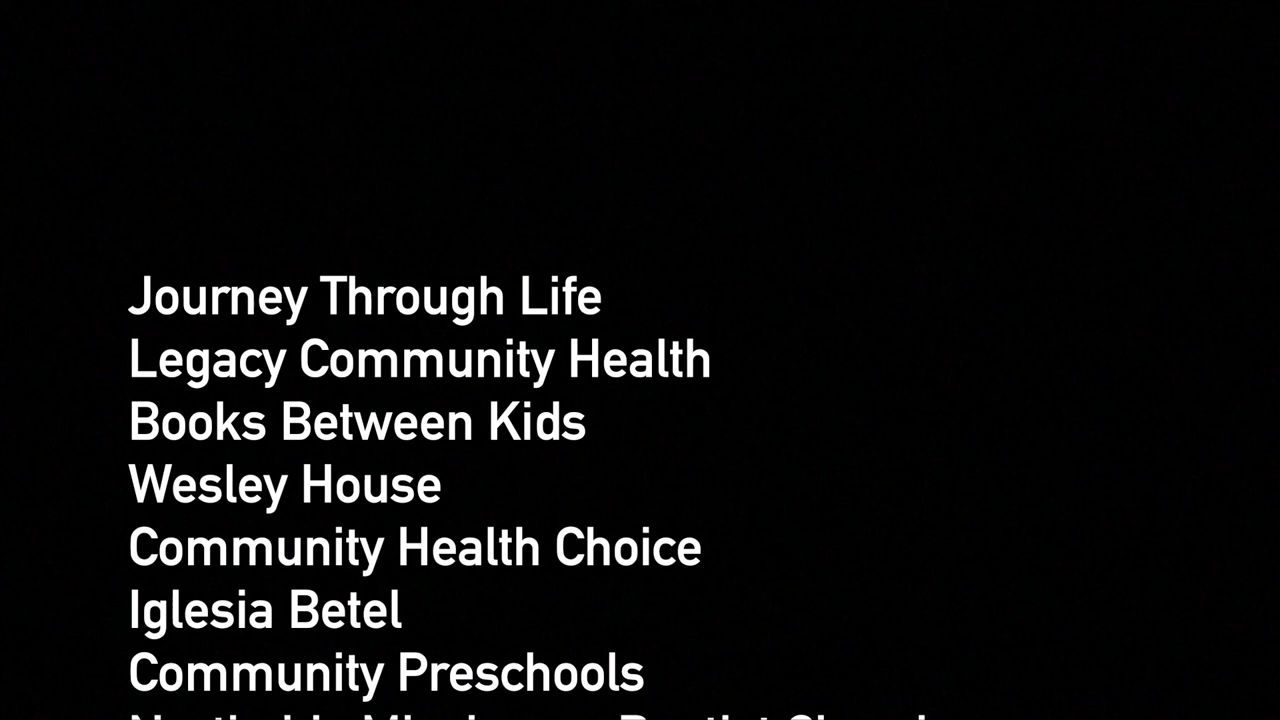 Journey Through Life
Legacy Community Health
Books Between Kids
Wesley House
Community Health Choice
Iglesia Betel
Community Preschools